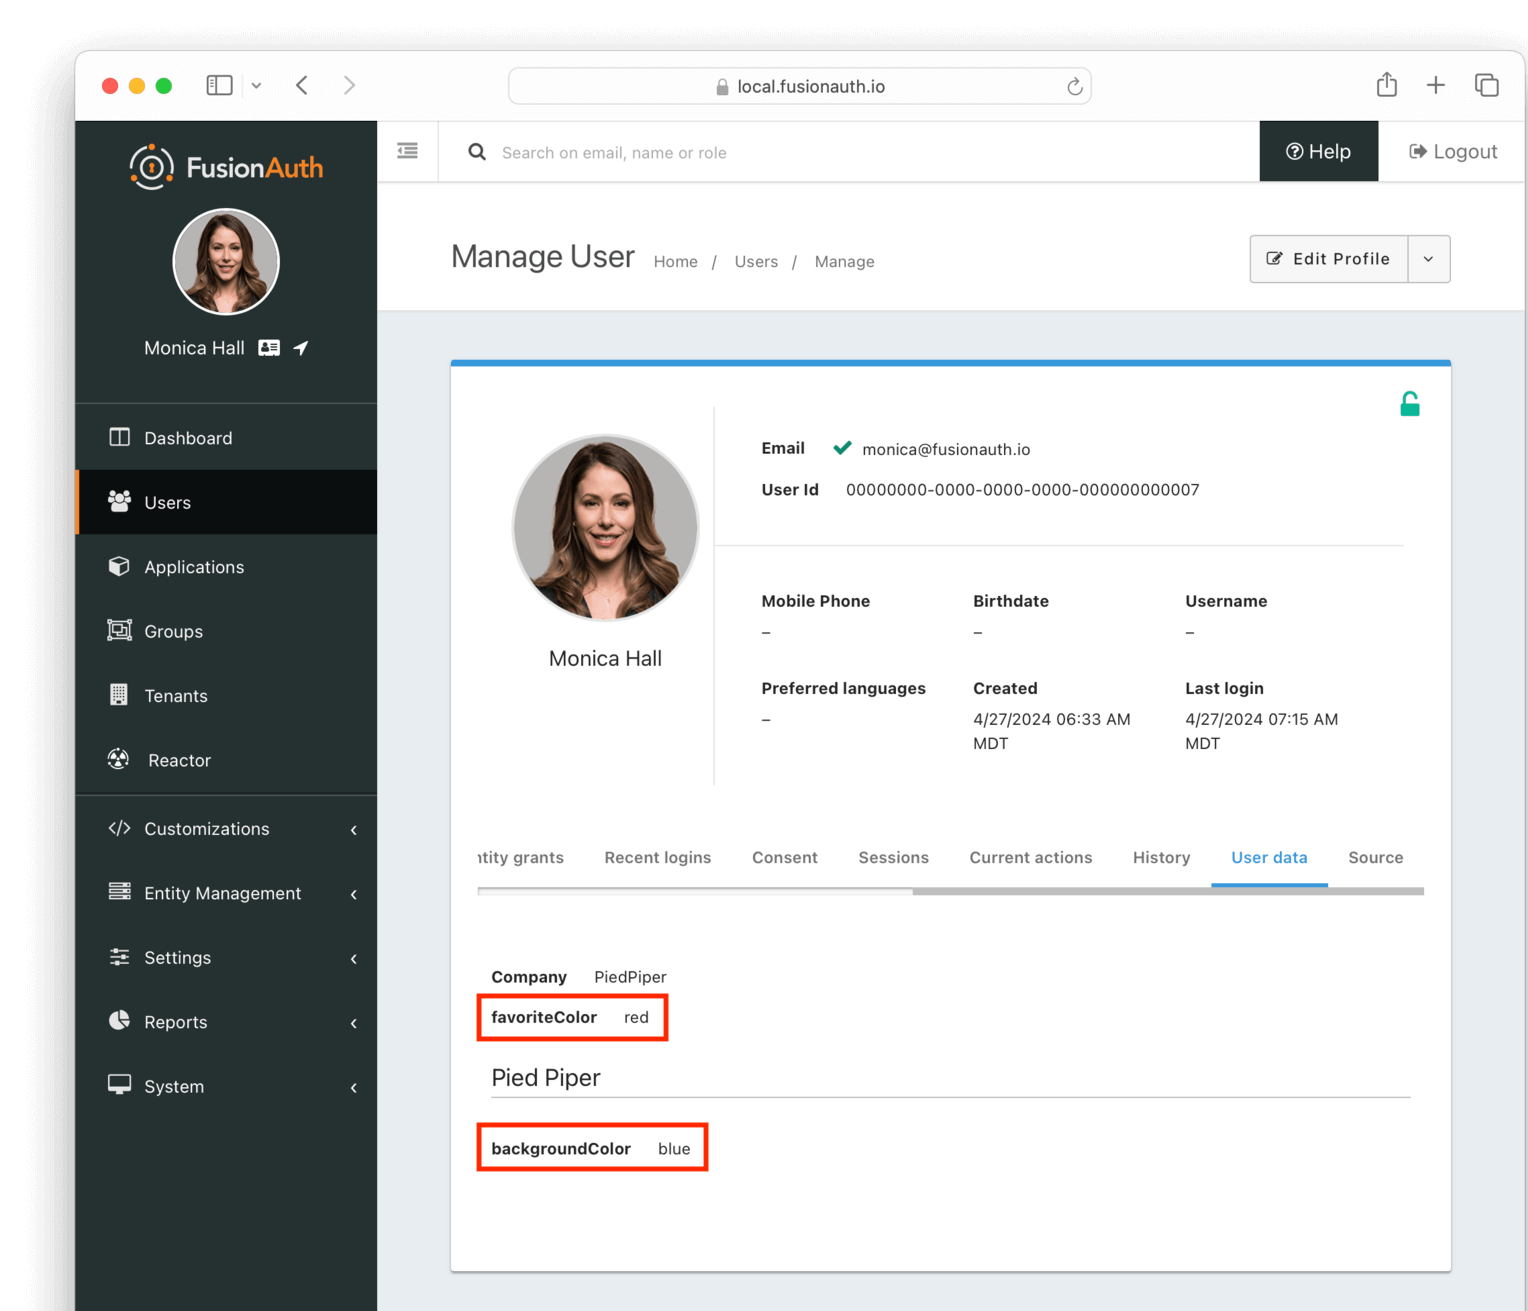 local.fusionauth.io
FusionAuth
Search on email, name or role
Help
Logout
Monica Hall
Manage User
Home / Users / Manage
Edit Profile
Dashboard
Users
Applications
Groups
Tenants
Reactor
Customizations
Entity Management
Settings
Reports
System
Monica Hall
Email monica@fusionauth.io
User Id 00000000-0000-0000-0000-000000000007
Mobile Phone Birthdate Username
– – –
Preferred languages Created Last login
– 4/27/2024 06:33 AM 4/27/2024 07:15 AM
MDT MDT
ntity grants Recent logins Consent Sessions Current actions History User data Source
Company PiedPiper
favoriteColor red
Pied Piper
backgroundColor blue